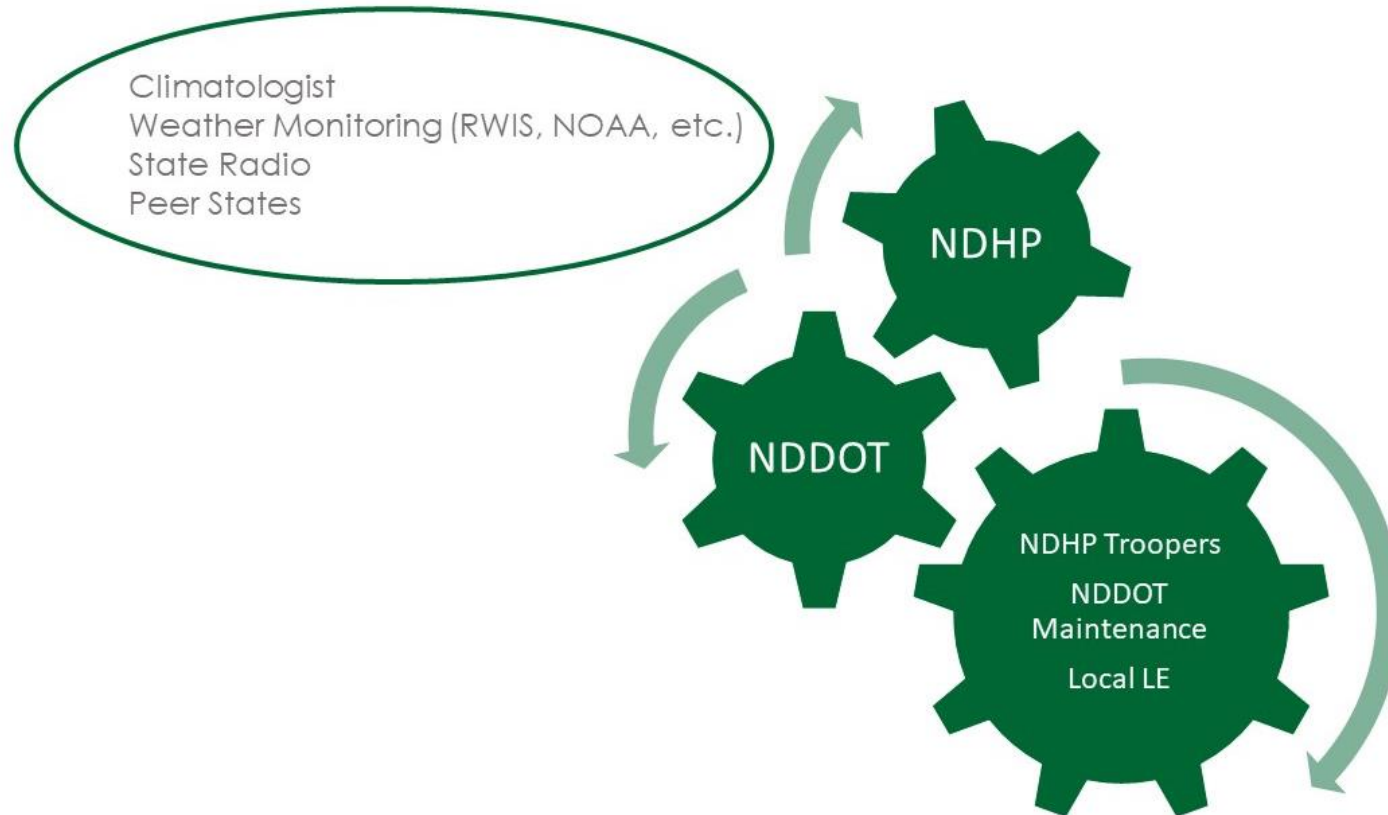 Climatologist
Weather Monitoring (RWIS, NOAA, etc.)
State Radio
Peer States
NDHP
NDDOT
NDHP Troopers
NDDOT
Maintenance
Local LE